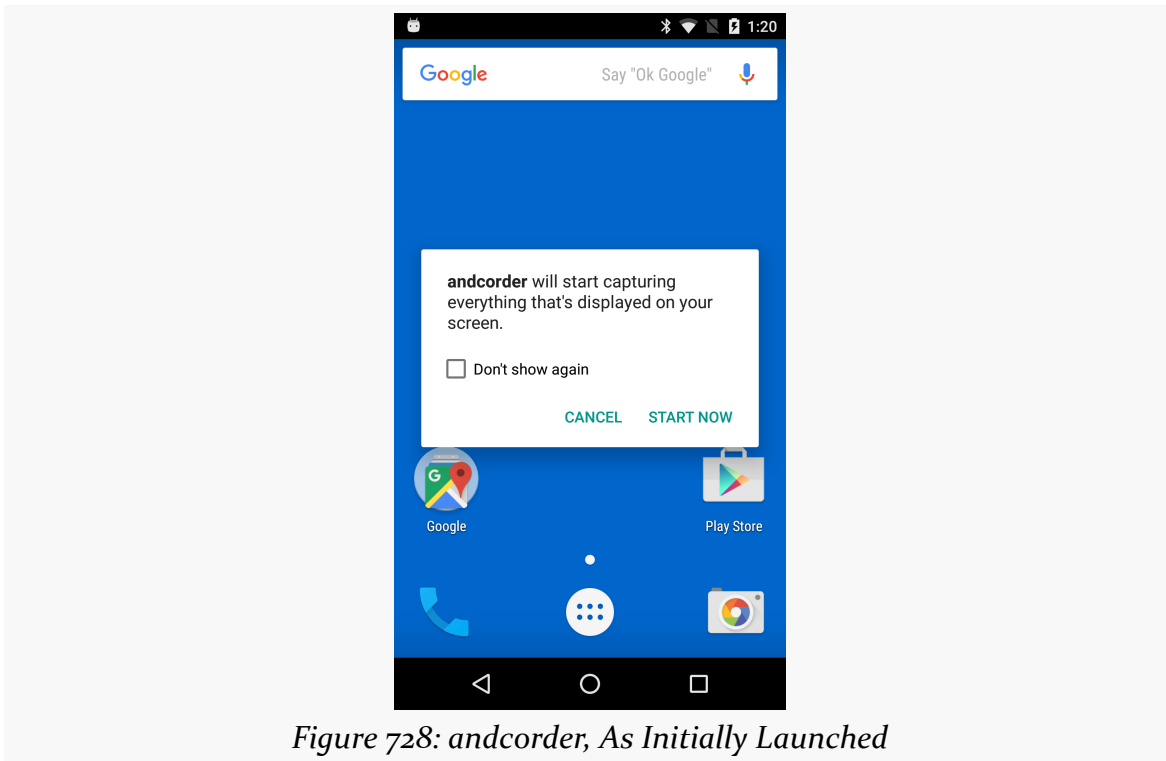 1:20
Google Say "Ok Google"
andcorder will start capturing
everything that's displayed on your
screen.
Don't show again
CANCEL START NOW
G
Google Play Store
Figure 728: andcorder, As Initially Launched